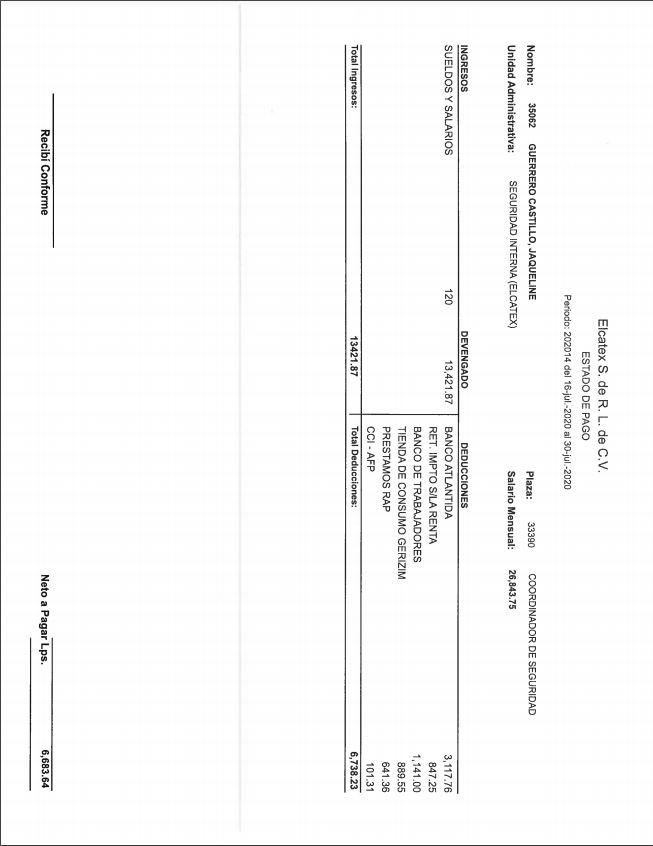 Elcatex S. de R. L. de C.V.
ESTADO DE PAGO
Periodo: 202014 del 16-jul.-2020 al 30-jul.-2020
Nombre: 35062 GUERRERO CASTILLO, JAQUELINE Plaza: 33390 COORDINADOR DE SEGURIDAD
Unidad Administrativa: SEGURIDAD INTERNA (ELCATEX) Salario Mensual: 26,843.75
INGRESOS DEVENGADO DEDUCCIONES
SUELDOS Y SALARIOS 120 13,421.87 BANCO ATLANTIDA 3,117.76
RET. IMPTO S/LA RENTA 847.25
BANCO DE TRABAJADORES 1,141.00
TIENDA DE CONSUMO GERIZIM 889.55
PRESTAMOS RAP 641.36
CCI - AFP 101.31
Total Ingresos: 13421.87 Total Deducciones: 6,738.23
Recibí Conforme Neto a Pagar Lps. 6,683.64